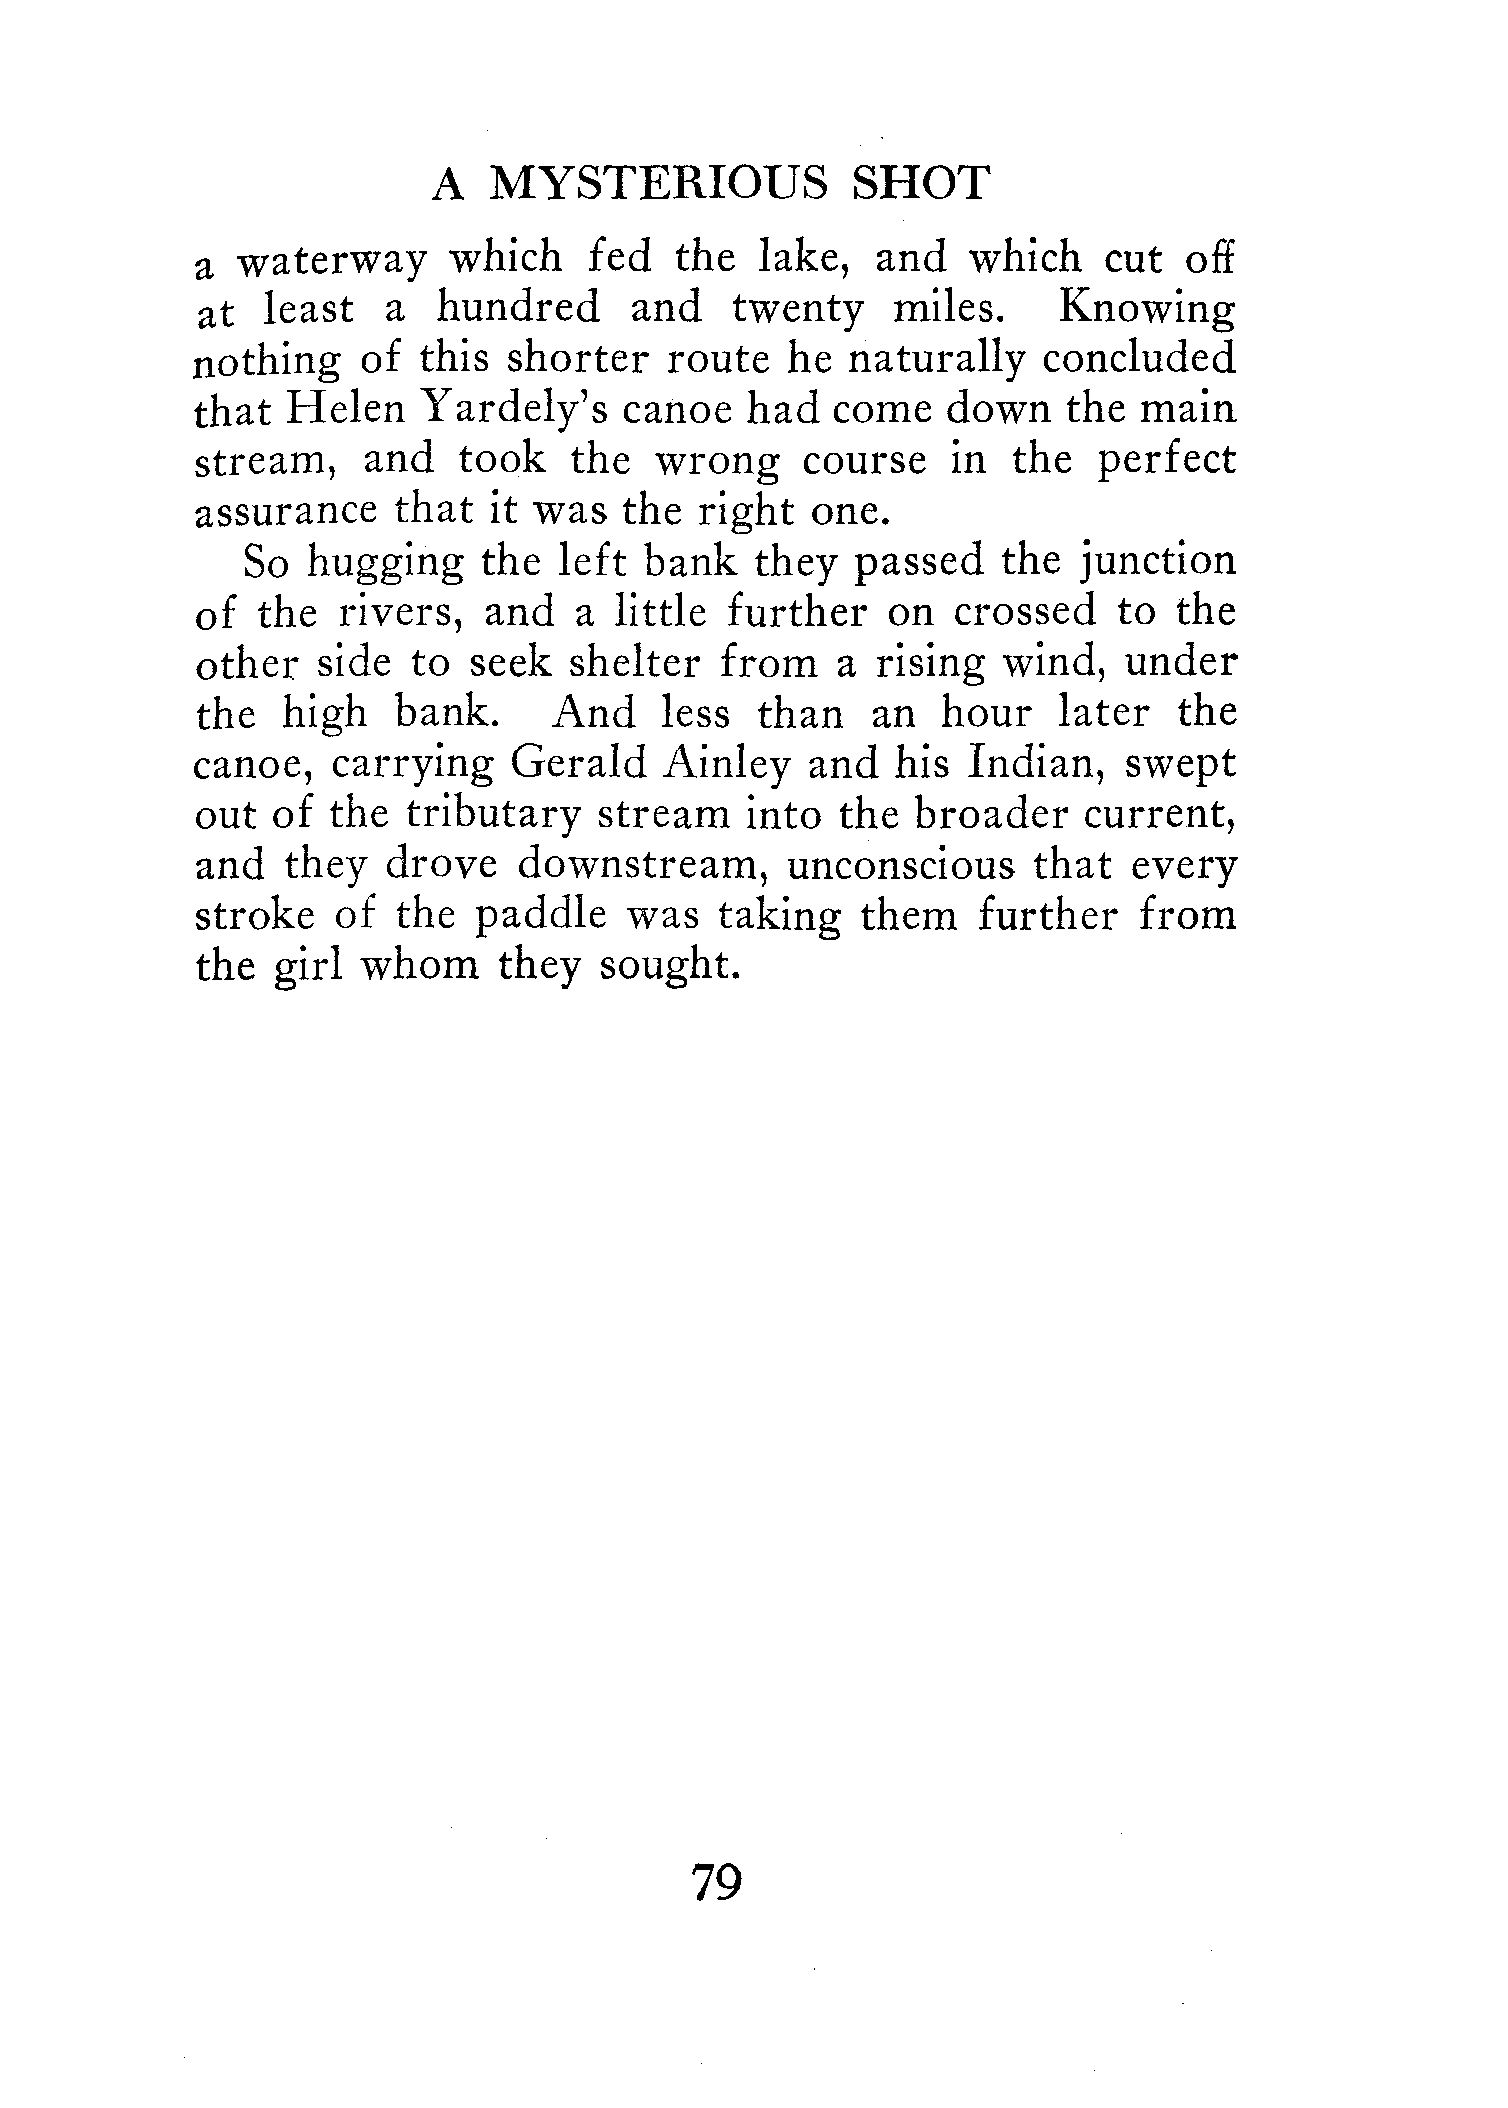 A MYSTERIOUS SHOT
a waterway which fed the lake, and which cut off
at least a hundred and twenty miles. Knowing
nothing of this shorter route he naturally concluded
that Helen Yardely's canoe had come down the main
stream, and took the wrong course in the perfect
assurance that it was the right one.
So hugging the left bank they passed the junction
of the rivers, and a little further on crossed to the
other side to seek shelter from a rising wind, under
the high bank. And less than an hour later the
canoe, carrying Gerald Ainley and his Indian, swept
out of the tributary stream into the broader current,
and they drove downstream, unconscious that every
stroke of the paddle was taking them further from
the girl whom they sought.
79